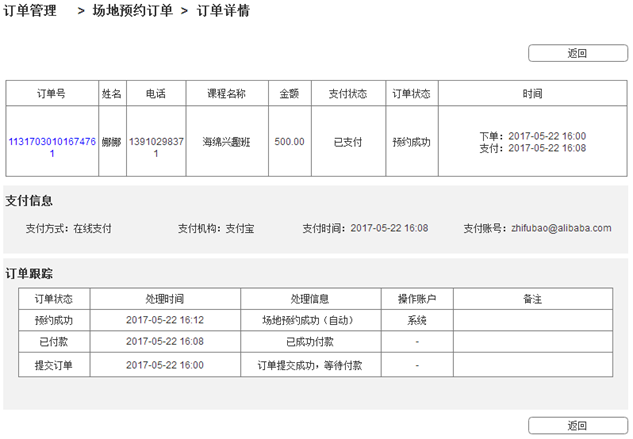 订单管理 > 场地预约订单 > 订单详情
返回
订单号 姓名 电话 课程名称 金额 支付状态 订单状态 时间
1131703010167476
1
娜娜
1391029837
1
海绵兴趣班
500.00
已支付
预约成功
下单：2017-05-22 16:00
支付：2017-05-22 16:08
支付信息
支付方式：在线支付 支付机构：支付宝 支付时间：2017-05-22 16:08 支付账号：zhifubao@alibaba.com
订单跟踪
订单状态 处理时间 处理信息 操作账户 备注
预约成功 2017-05-22 16:12 场地预约成功（自动） 系统
已付款 2017-05-22 16:08 已成功付款 -
提交订单 2017-05-22 16:00 订单提交成功，等待付款 -
返回